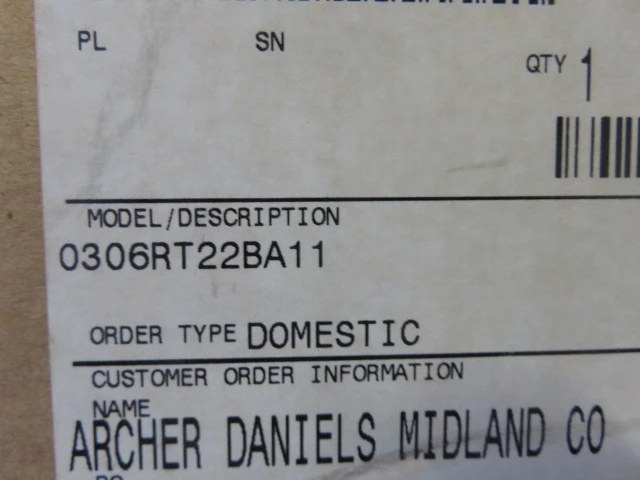 PL SN
QTY 1
MODEL/DESCRIPTION
0306RT22BA11
ORDER TYPE DOMESTIC
CUSTOMER ORDER INFORMATION
NAME
ARCHER DANIELS MIDLAND CO